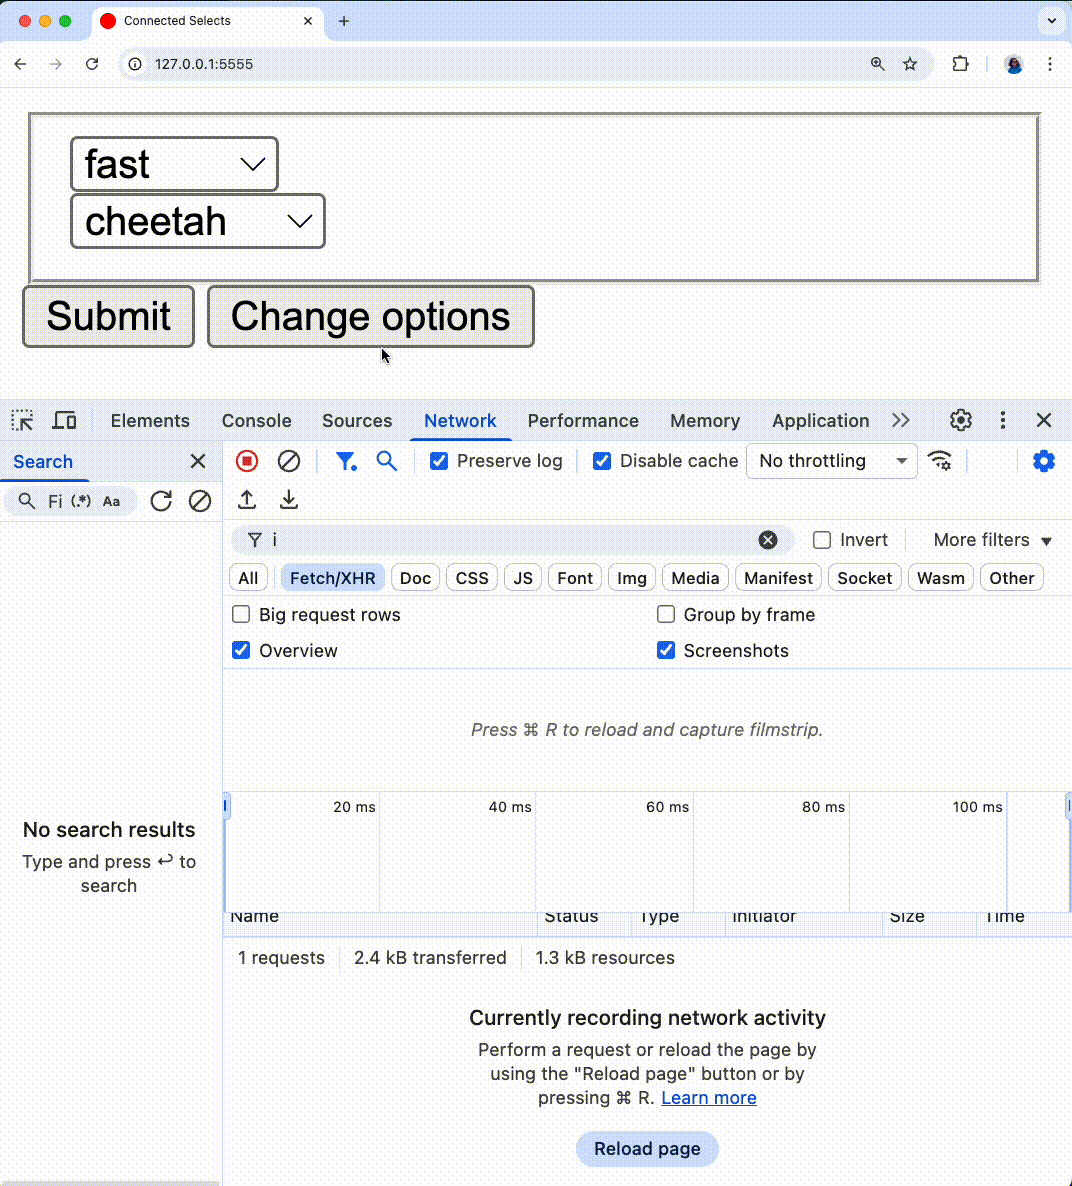 Connected Selects
127.0.0.1:5555
fast
cheetah
Submit Change options
Elements Console Sources Network Performance Memory Application
Search
Preserve log Disable cache No throttling
Fi (.*) Aa
i Invert More filters
All Fetch/XHR Doc CSS JS Font Img Media Manifest Socket Wasm Other
Big request rows Group by frame
Overview Screenshots
Press ⌘ R to reload and capture filmstrip.
20 ms 40 ms 60 ms 80 ms 100 ms
No search results
Type and press ↩ to
search
Name Status Type Initiator Size Time
1 requests 2.4 kB transferred 1.3 kB resources
Currently recording network activity
Perform a request or reload the page by
using the "Reload page" button or by
pressing ⌘ R. Learn more
Reload page